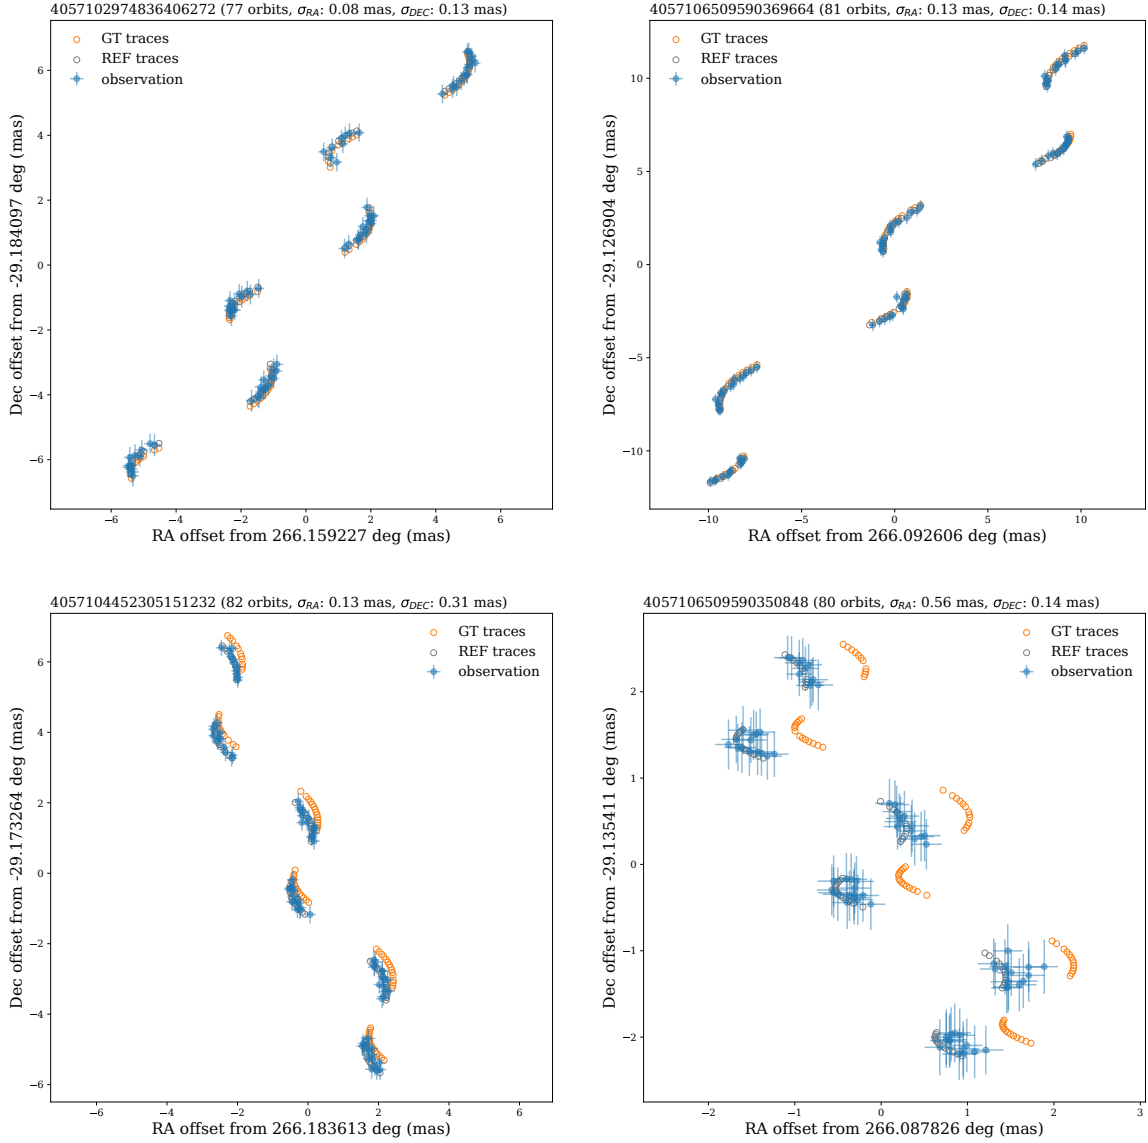 4057102974836406272 (77 orbits, σRA: 0.08 mas, σDEC: 0.13 mas)
GT traces
REF traces
observation
6
4
2
0
−2
−4
−6
Dec offset from -29.184097 deg (mas)
−6 −4 −2 0 2 4 6
RA offset from 266.159227 deg (mas)
4057106509590369664 (81 orbits, σRA: 0.13 mas, σDEC: 0.14 mas)
GT traces
REF traces
observation
10
5
0
−5
−10
Dec offset from -29.126904 deg (mas)
−10 −5 0 5 10
RA offset from 266.092606 deg (mas)
4057104452305151232 (82 orbits, σRA: 0.13 mas, σDEC: 0.31 mas)
GT traces
REF traces
observation
6
4
2
0
−2
−4
−6
Dec offset from -29.173264 deg (mas)
−6 −4 −2 0 2 4 6
RA offset from 266.183613 deg (mas)
4057106509590350848 (80 orbits, σRA: 0.56 mas, σDEC: 0.14 mas)
GT traces
REF traces
observation
2
1
0
−1
−2
Dec offset from -29.135411 deg (mas)
−2 −1 0 1 2 3
RA offset from 266.087826 deg (mas)